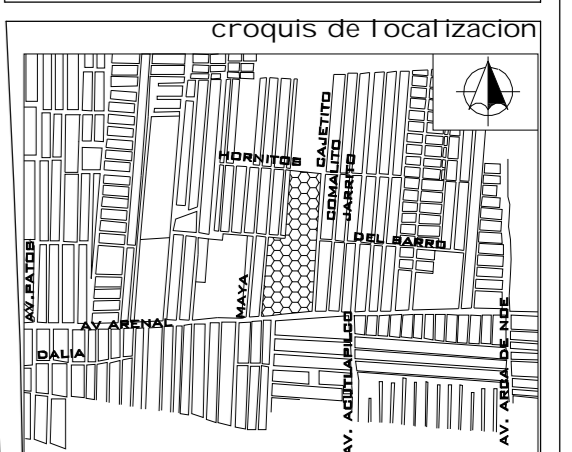 croquis de localizacion
HORNITOS
CAJETITO
COMALITO
JARRITO
DEL BARRO
AV.PATOS
MAYA
AV ARENAL
DALIA
AV. ACUTLAPILCO
AV. ARCA DE NOE